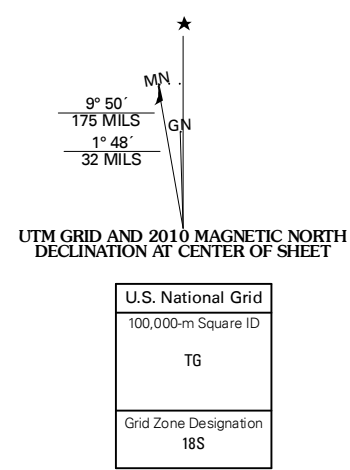 ★
MN
9° 50´
175 MILS
GN
1° 48´
32 MILS
UTM GRID AND 2010 MAGNETIC NORTH
DECLINATION AT CENTER OF SHEET
U.S. National Grid
100,000-m Square ID
TG
Grid Zone Designation
18S